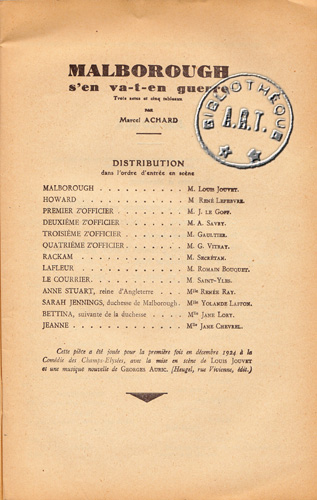 MALBOROUGH
s'en va-t-en guerre
Trois actes et cinq tableaux
PAR
Marcel ACHARD
BIBLIOTHÈQUE
A.R.T.
DISTRIBUTION
dans l'ordre d'entrée en scène
MALBOROUGH . . . . . . . . . . M. LOUIS JOUVET.
HOWARD . . . . . . . . . . . . M RENÉ LEFEBVRE.
PREMIER Z'OFFICIER . . . . . . . . M. J. LE GOFF.
DEUXIÈME Z'OFFICIER . . . . . . . M. A. SAVRY.
TROISIÈME Z'OFFICIER . . . . . . . M. GAULTIER.
QUATRIÈME Z'OFFICIER . . . . . . . M. G. VITRAY.
RACKAM . . . . . . . . . . . . M. SECRÉTAN.
LAFLEUR . . . . . . . . . . . . M. ROMAIN BOUQUET.
LE COURRIER . . . . . . . . . . M SAINT-YLES.
ANNE STUART, reine d'Angleterre . . . . Mlle RENÉE RAY.
SARAH JENNINGS, duchesse de Malborough . Mlle YOLANDE LAFFON.
BETTINA, suivante de la duchesse . . . . Mlle JANE LORY.
JEANNE . . . . . . . . . . . . Mlle JANE CHEVREL.
Cette pièce a été jouée pour la première fois en décembre 1924 à la
Comédie des Champs-Elysées, avec la mise en scène de LOUIS JOUVET
et une musique nouvelle de GEORGES AURIC. (Heugel, rue Vivienne, édit.)